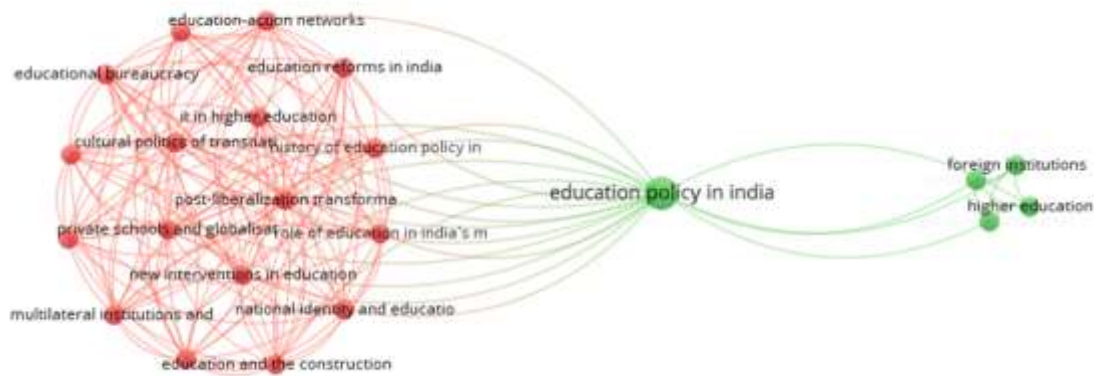 education-action networks
educational bureaucracy
education reforms in india
it in higher education
cultural politics of transnati
history of education policy in
post-liberalization transforma
private schools and globalisat
role of education in india's m
new interventions in education
national identity and educatio
multilateral institutions and
education and the construction
education policy in india
foreign institutions
higher education